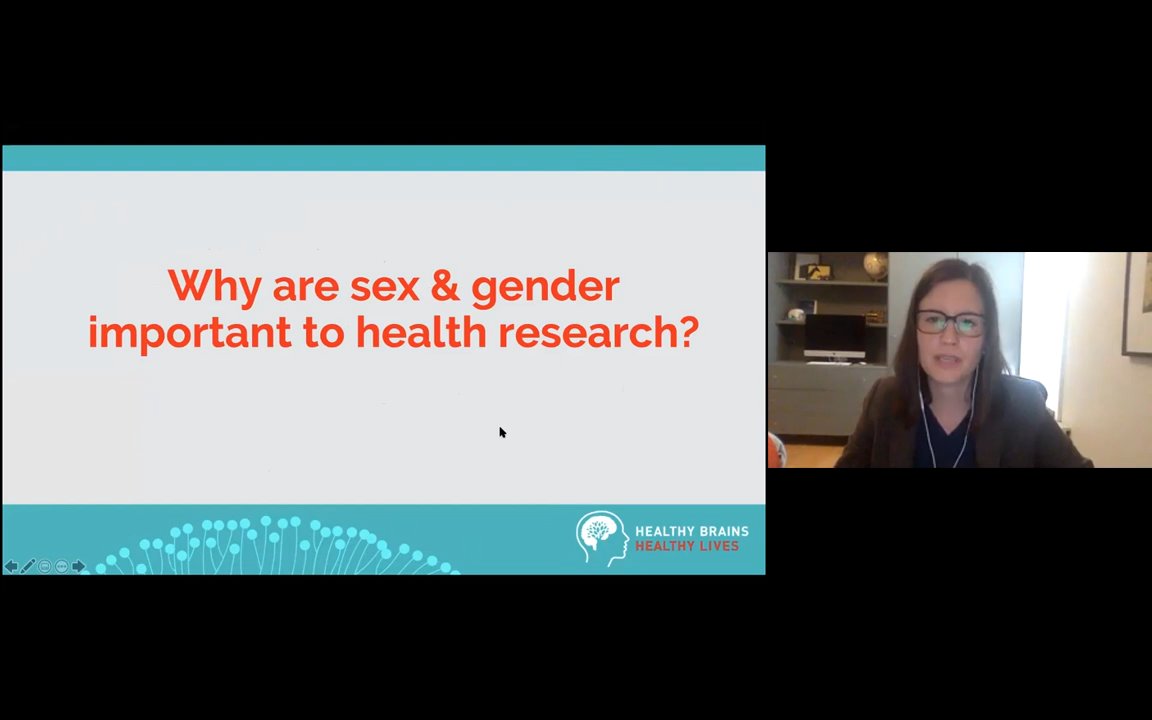 Why are sex & gender
important to health research?
HEALTHY BRAINS
HEALTHY LIVES